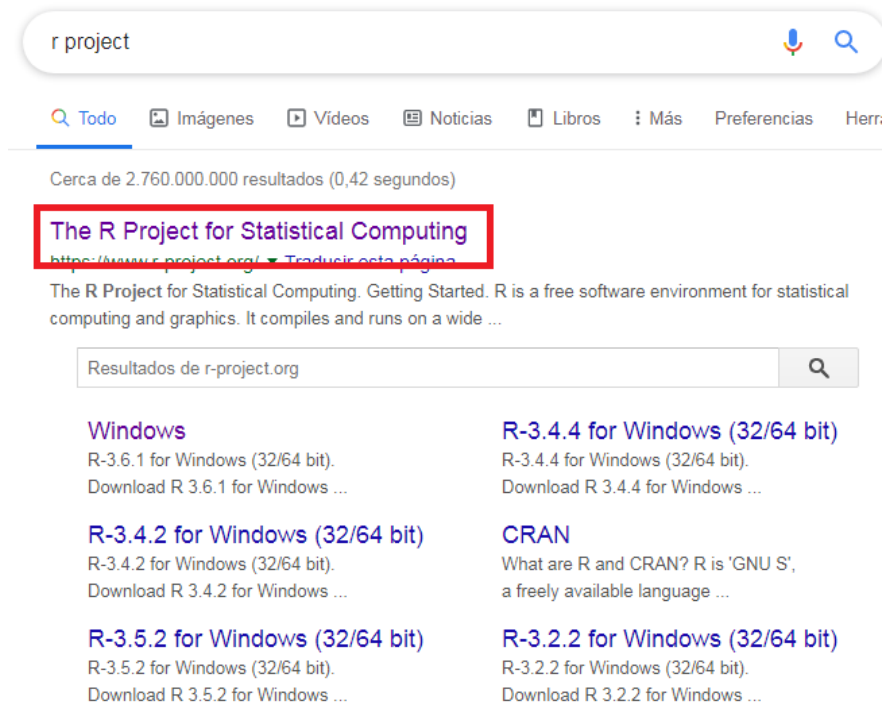 r project
Todo Imágenes Vídeos Noticias Libros Más Preferencias Herra
Cerca de 2.760.000.000 resultados (0,42 segundos)
The R Project for Statistical Computing
https://www.r-project.org/ Traducir esta página
The R Project for Statistical Computing. Getting Started. R is a free software environment for statistical
computing and graphics. It compiles and runs on a wide ...
Resultados de r-project.org
Windows
R-3.6.1 for Windows (32/64 bit).
Download R 3.6.1 for Windows ...
R-3.4.4 for Windows (32/64 bit)
R-3.4.4 for Windows (32/64 bit).
Download R 3.4.4 for Windows ...
R-3.4.2 for Windows (32/64 bit)
R-3.4.2 for Windows (32/64 bit).
Download R 3.4.2 for Windows ...
CRAN
What are R and CRAN? R is 'GNU S',
a freely available language ...
R-3.5.2 for Windows (32/64 bit)
R-3.5.2 for Windows (32/64 bit).
Download R 3.5.2 for Windows ...
R-3.2.2 for Windows (32/64 bit)
R-3.2.2 for Windows (32/64 bit).
Download R 3.2.2 for Windows ...